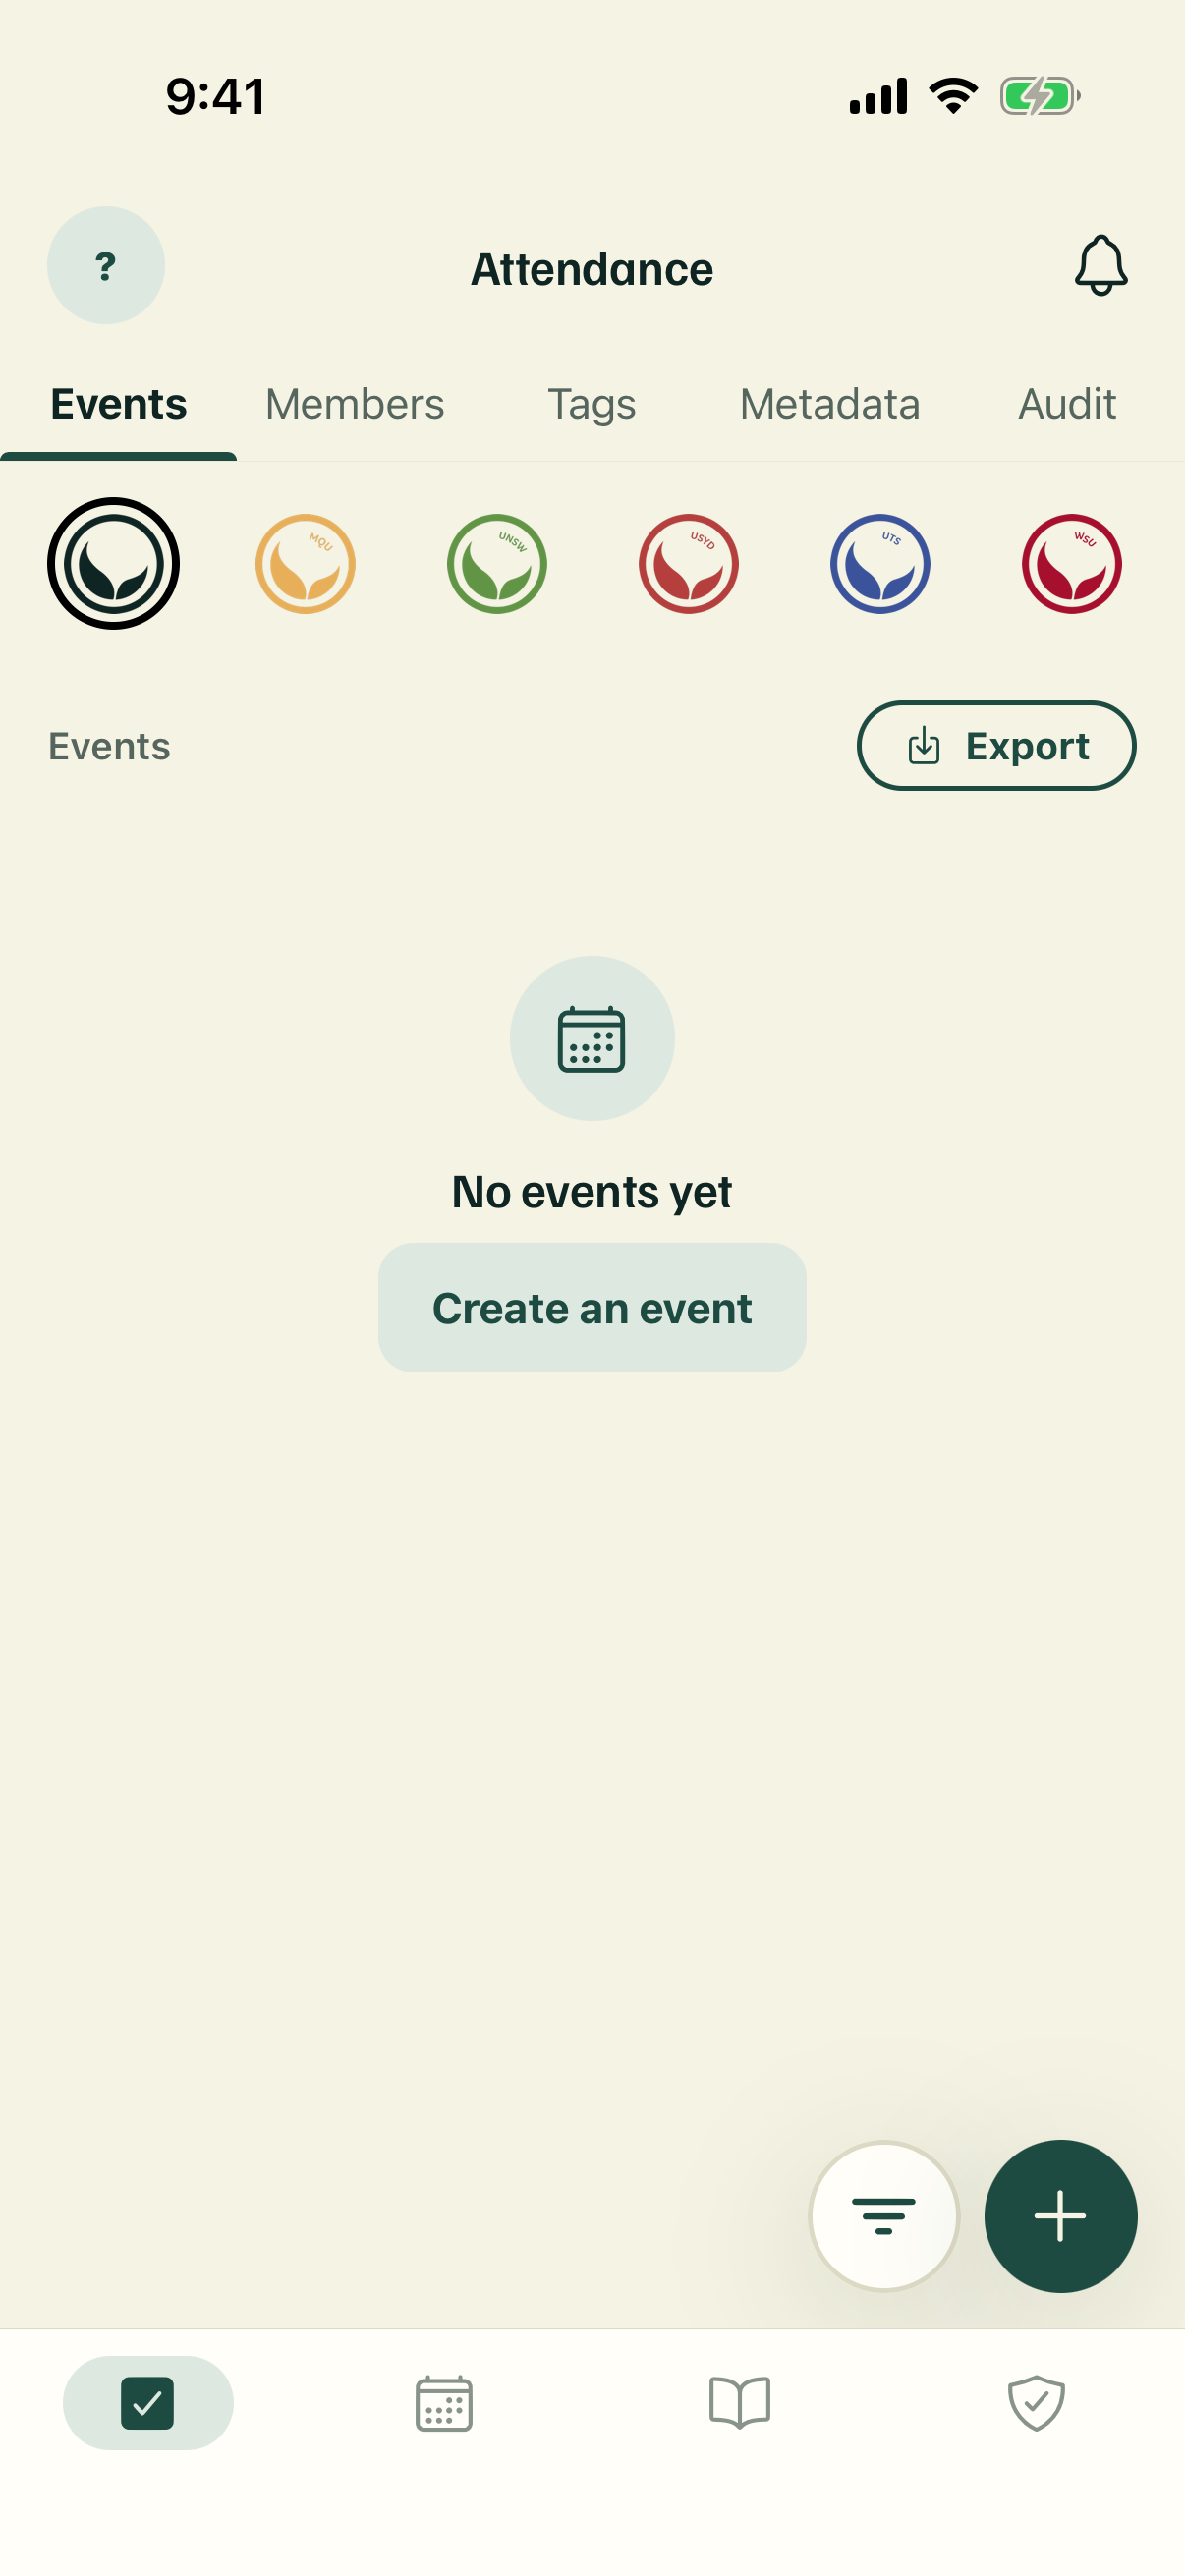 9:41
?
Attendance
Events Members Tags Metadata Audit
MQU UNSW USYD UTS WSU
Events
Export
No events yet
Create an event